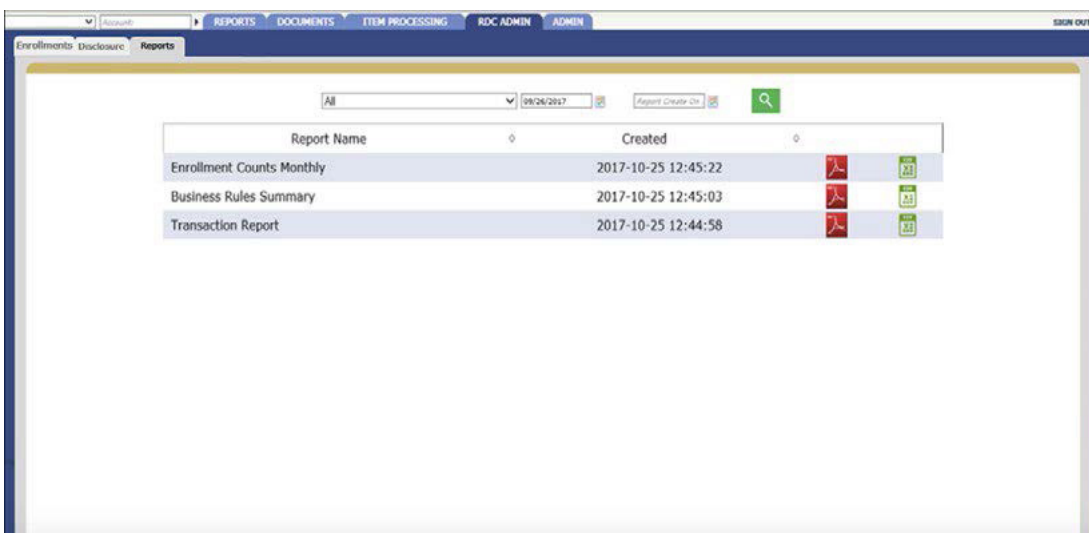 Account: REPORTS DOCUMENTS ITEM PROCESSING RDC ADMIN ADMIN SIGN OUT
Enrollments Disclosure Reports
All 09/26/2017 Report Create On
Report Name Created
Enrollment Counts Monthly 2017-10-25 12:45:22
Business Rules Summary 2017-10-25 12:45:03
Transaction Report 2017-10-25 12:44:58